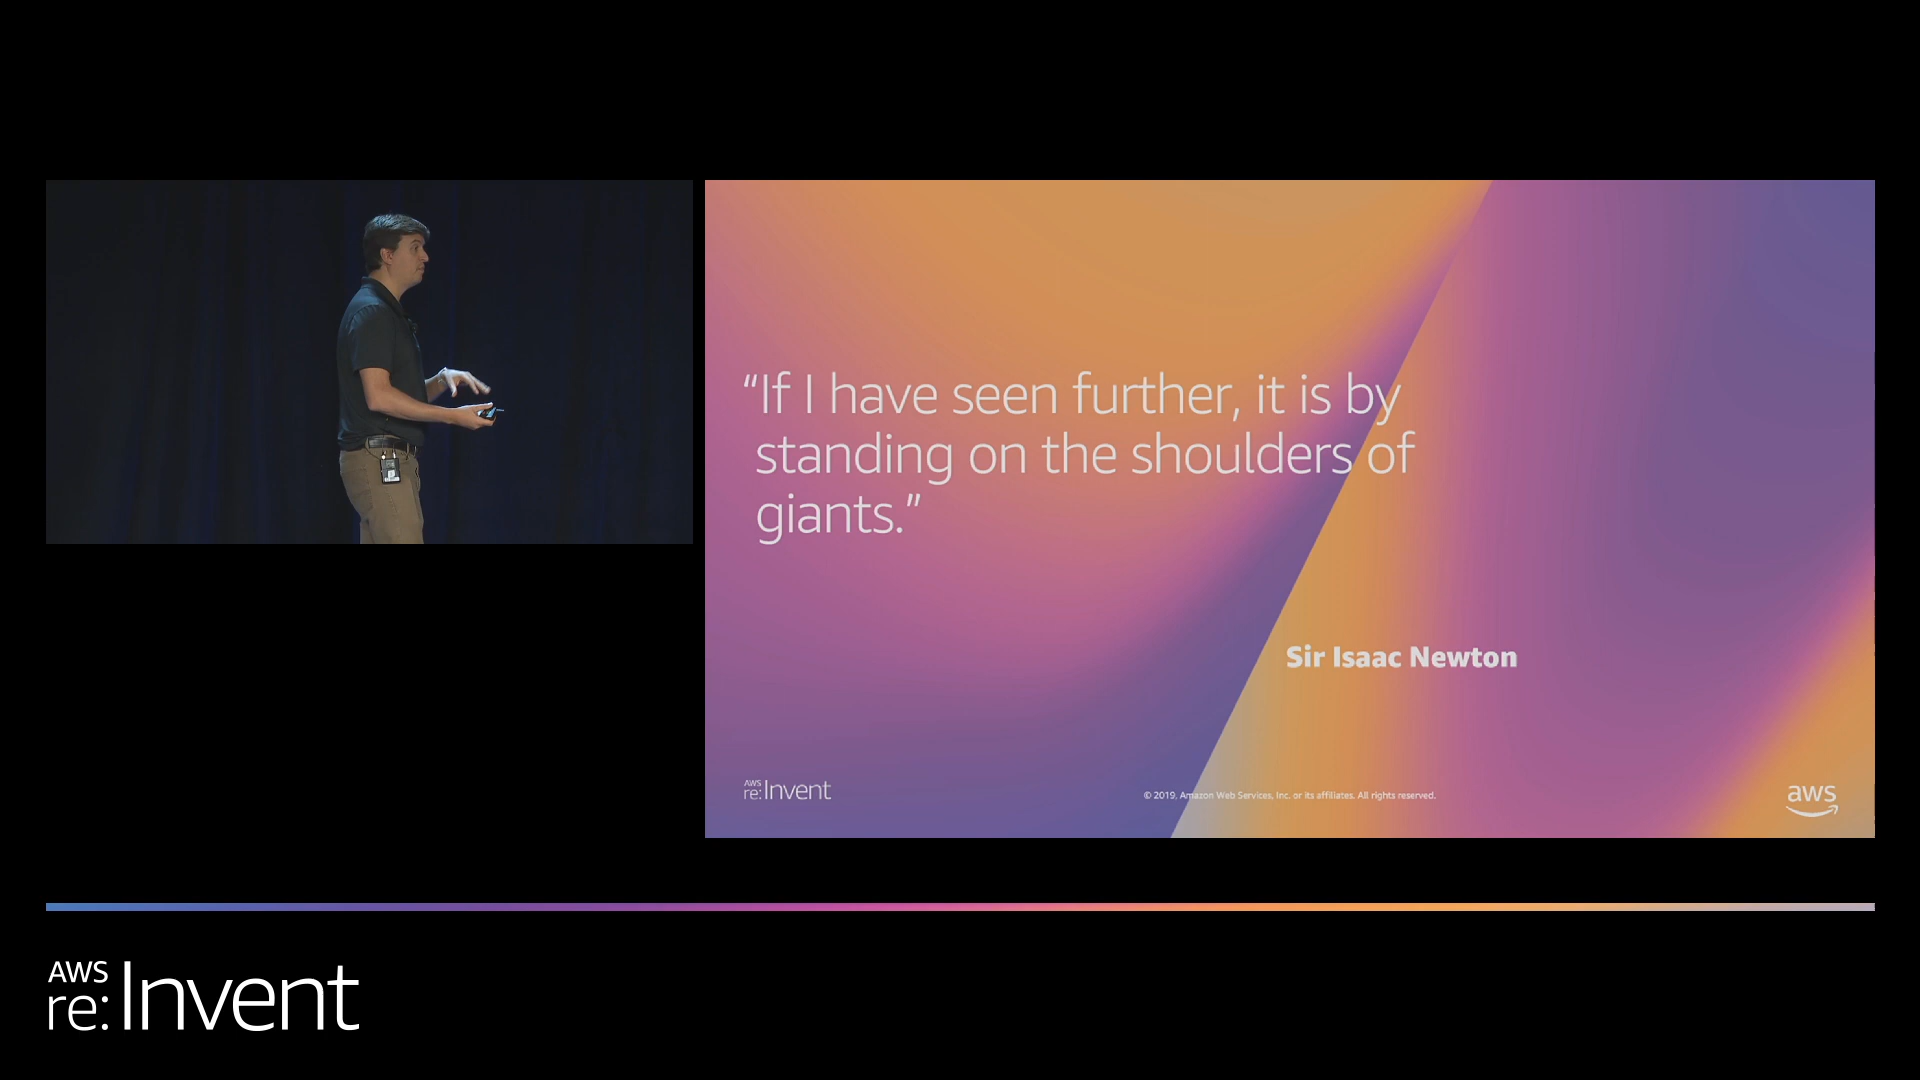 “If I have seen further, it is by
standing on the shoulders of
giants.”
Sir Isaac Newton
AWS
re:Invent
© 2019, Amazon Web Services, Inc. or its affiliates. All rights reserved.
aws
AWS
re:Invent